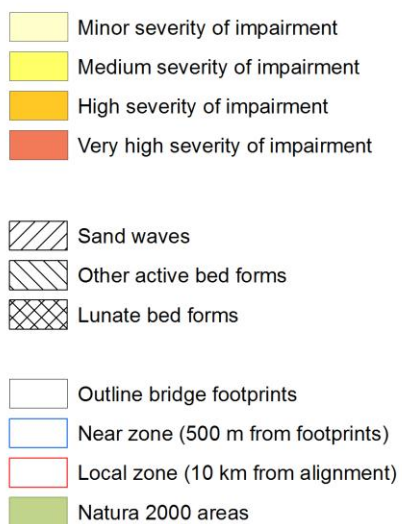 Minor severity of impairment
Medium severity of impairment
High severity of impairment
Very high severity of impairment
Sand waves
Other active bed forms
Lunate bed forms
Outline bridge footprints
Near zone (500 m from footprints)
Local zone (10 km from alignment)
Natura 2000 areas